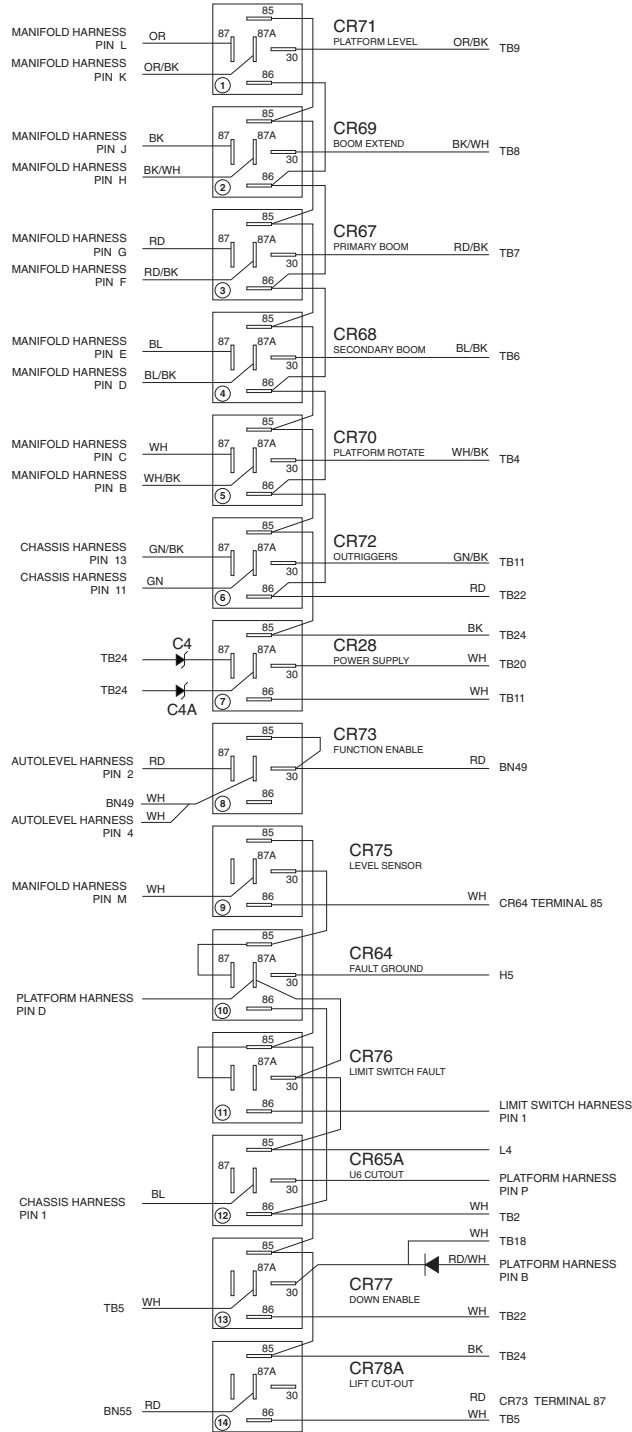 85
MANIFOLD HARNESS PIN L OR 87 87A CR71 PLATFORM LEVEL OR/BK TB9
30
MANIFOLD HARNESS PIN K OR/BK 86
1
85
MANIFOLD HARNESS PIN J BK 87 87A CR69 BOOM EXTEND BK/WH TB8
30
MANIFOLD HARNESS PIN H BK/WH 86
2
85
MANIFOLD HARNESS PIN G RD 87 87A CR67 PRIMARY BOOM RD/BK TB7
30
MANIFOLD HARNESS PIN F RD/BK 86
3
85
MANIFOLD HARNESS PIN E BL 87 87A CR68 SECONDARY BOOM BL/BK TB6
30
MANIFOLD HARNESS PIN D BL/BK 86
4
85
MANIFOLD HARNESS PIN C WH 87 87A CR70 PLATFORM ROTATE WH/BK TB4
30
MANIFOLD HARNESS PIN B WH/BK 86
5
85
CHASSIS HARNESS PIN 13 GN/BK 87 87A CR72 OUTRIGGERS GN/BK TB11
30
CHASSIS HARNESS PIN 11 GN 86 RD TB22
6
85 BK TB24
TB24 C4 87 87A CR28 POWER SUPPLY WH TB20
30
TB24 C4A 86 WH TB11
7
85
CR73 FUNCTION ENABLE
AUTOLEVEL HARNESS PIN 2 RD 87 30 RD BN49
BN49 WH 86
8
AUTOLEVEL HARNESS PIN 4 WH
85
87A CR75 LEVEL SENSOR
30
MANIFOLD HARNESS PIN M WH 86 WH CR64 TERMINAL 85
9
85
87 87A CR64 FAULT GROUND H5
30
PLATFORM HARNESS PIN D 86
10
85
87A CR76 LIMIT SWITCH FAULT
30
86 LIMIT SWITCH HARNESS PIN 1
11
85 L4
87 CR65A U6 CUTOUT PLATFORM HARNESS PIN P
30
CHASSIS HARNESS PIN 1 BL 86 WH TB2
12
85 WH TB18
87A RD/WH PLATFORM HARNESS PIN B
30
CR77 DOWN ENABLE
TB5 WH 86 WH TB22
13
85 BK TB24
87A CR78A LIFT CUT-OUT
30 RD CR73 TERMINAL 87
BN55 RD 86 WH TB5
14